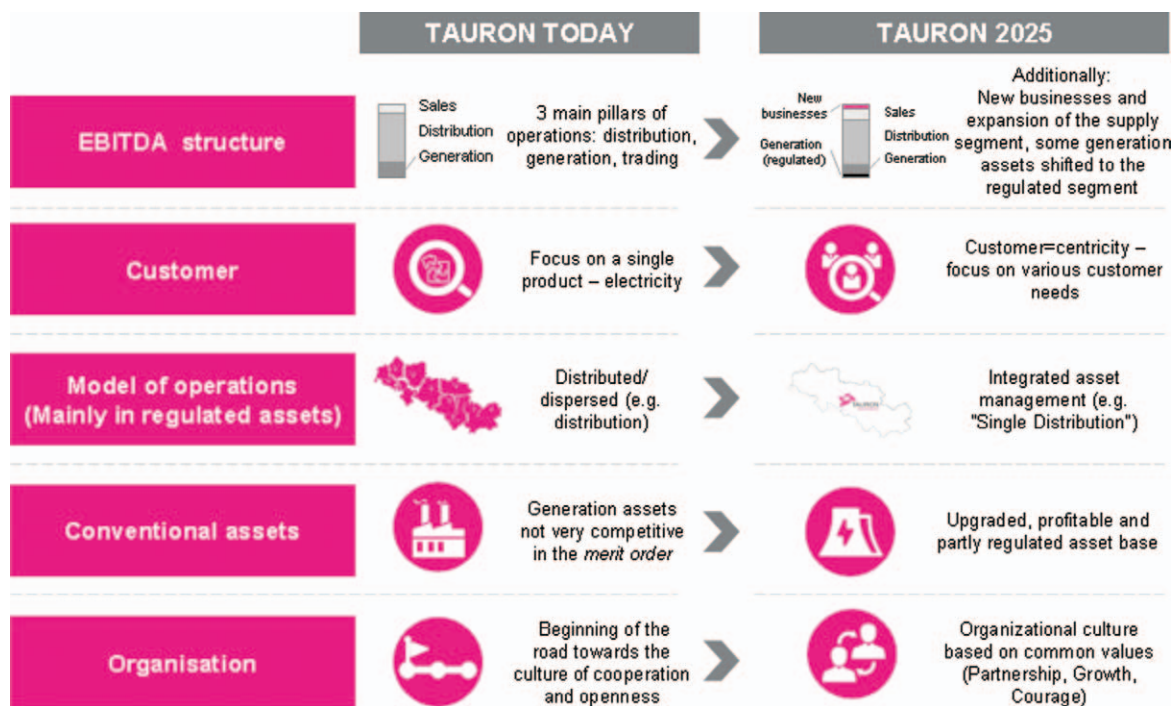 TAURON TODAY
TAURON 2025
EBITDA structure
Sales
Distribution
Generation
3 main pillars of
operations: distribution,
generation, trading
New
businesses
Generation
(regulated)
Sales
Distribution
Generation
Additionally:
New businesses and
expansion of the supply
segment, some generation
assets shifted to the
regulated segment
Customer
Focus on a single
product – electricity
Customer=centricity –
focus on various customer
needs
Model of operations
(Mainly in regulated assets)
Distributed/
dispersed (e.g.
distribution)
TAURON
Integrated asset
management (e.g.
"Single Distribution")
Conventional assets
Generation assets
not very competitive
in the merit order
Upgraded, profitable and
partly regulated asset base
Organisation
Beginning of the
road towards the
culture of cooperation
and openness
Organizational culture
based on common values
(Partnership, Growth,
Courage)